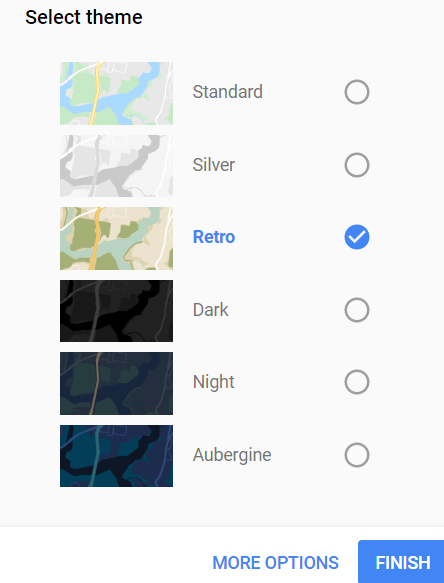 Select theme
Standard
Silver
Retro
Dark
Night
Aubergine
MORE OPTIONS FINISH